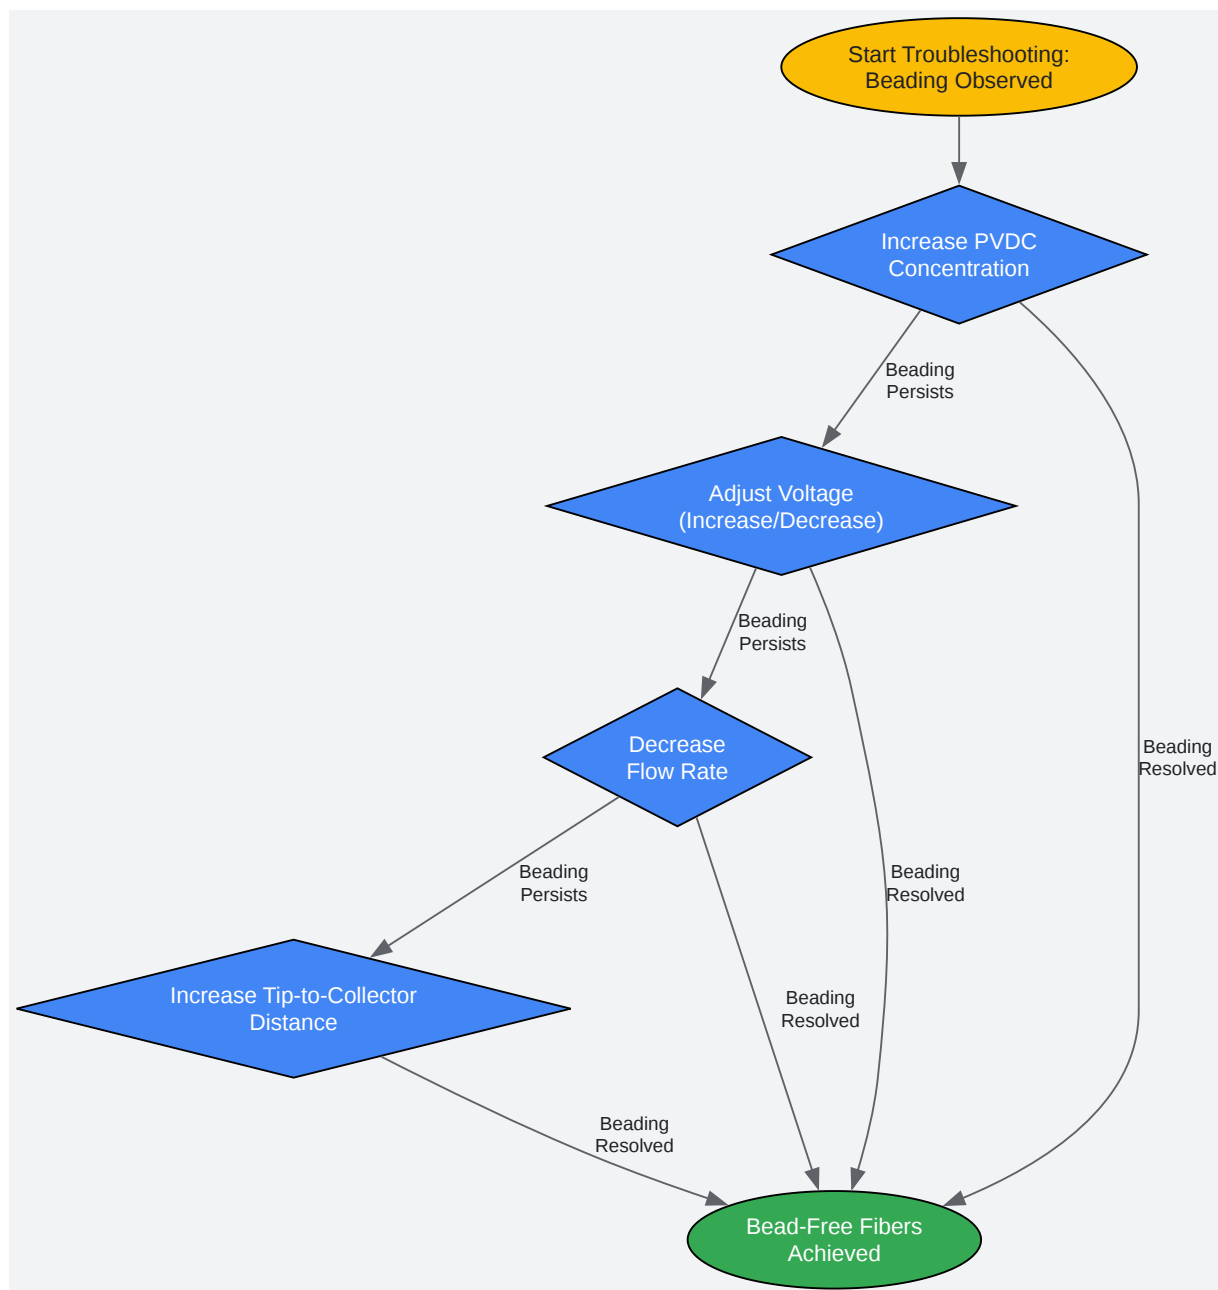 Start Troubleshooting:
Beading Observed
Increase PVDC
Concentration
Beading
Persists
Adjust Voltage
(Increase/Decrease)
Beading
Persists
Decrease
Flow Rate
Beading
Resolved
Beading
Persists
Beading
Resolved
Increase Tip-to-Collector
Distance
Beading
Resolved
Beading
Resolved
Bead-Free Fibers
Achieved